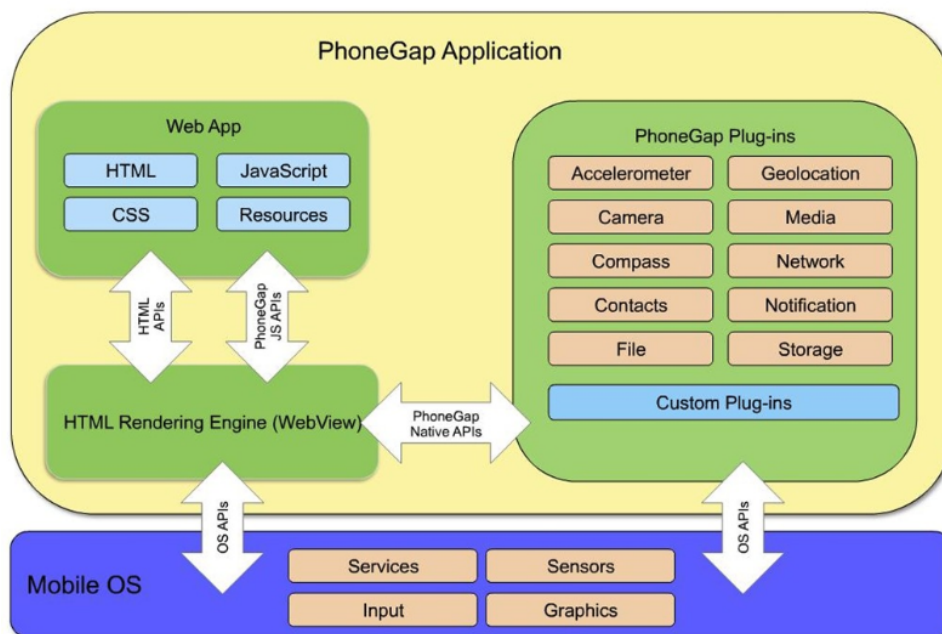 PhoneGap Application
Web App
HTML
JavaScript
CSS
Resources
HTML
APIs
PhoneGap
JS APIs
HTML Rendering Engine (WebView)
PhoneGap
Native APIs
PhoneGap Plug-ins
Accelerometer
Geolocation
Camera
Media
Compass
Network
Contacts
Notification
File
Storage
Custom Plug-ins
OS APIs
OS APIs
Mobile OS
Services
Sensors
Input
Graphics